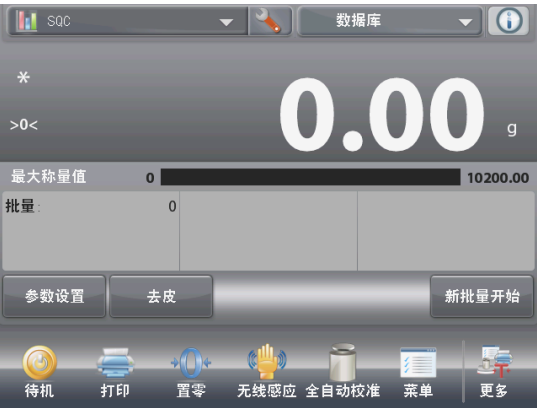 SQC 数据库
*
>0< 0.00 g
最大称量值 0 10200.00
批量: 0
参数设置 去皮 新批量开始
待机 打印 置零 无线感应 全自动校准 菜单 更多